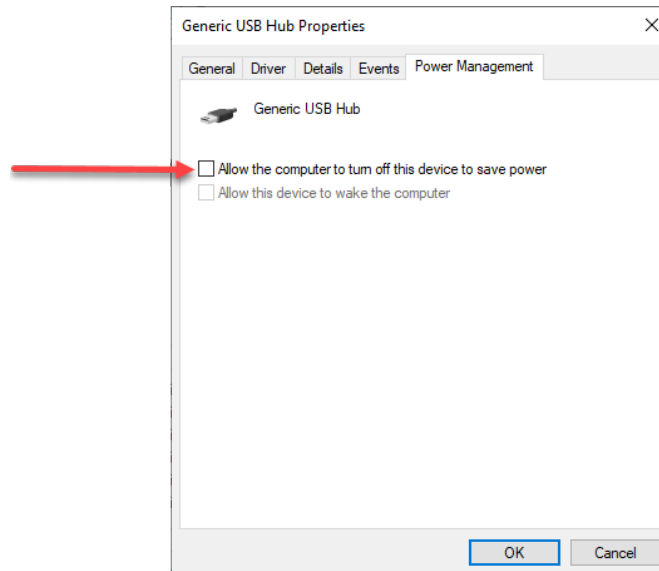 Generic USB Hub Properties
General Driver Details Events Power Management
Generic USB Hub
Allow the computer to turn off this device to save power
Allow this device to wake the computer
OK Cancel